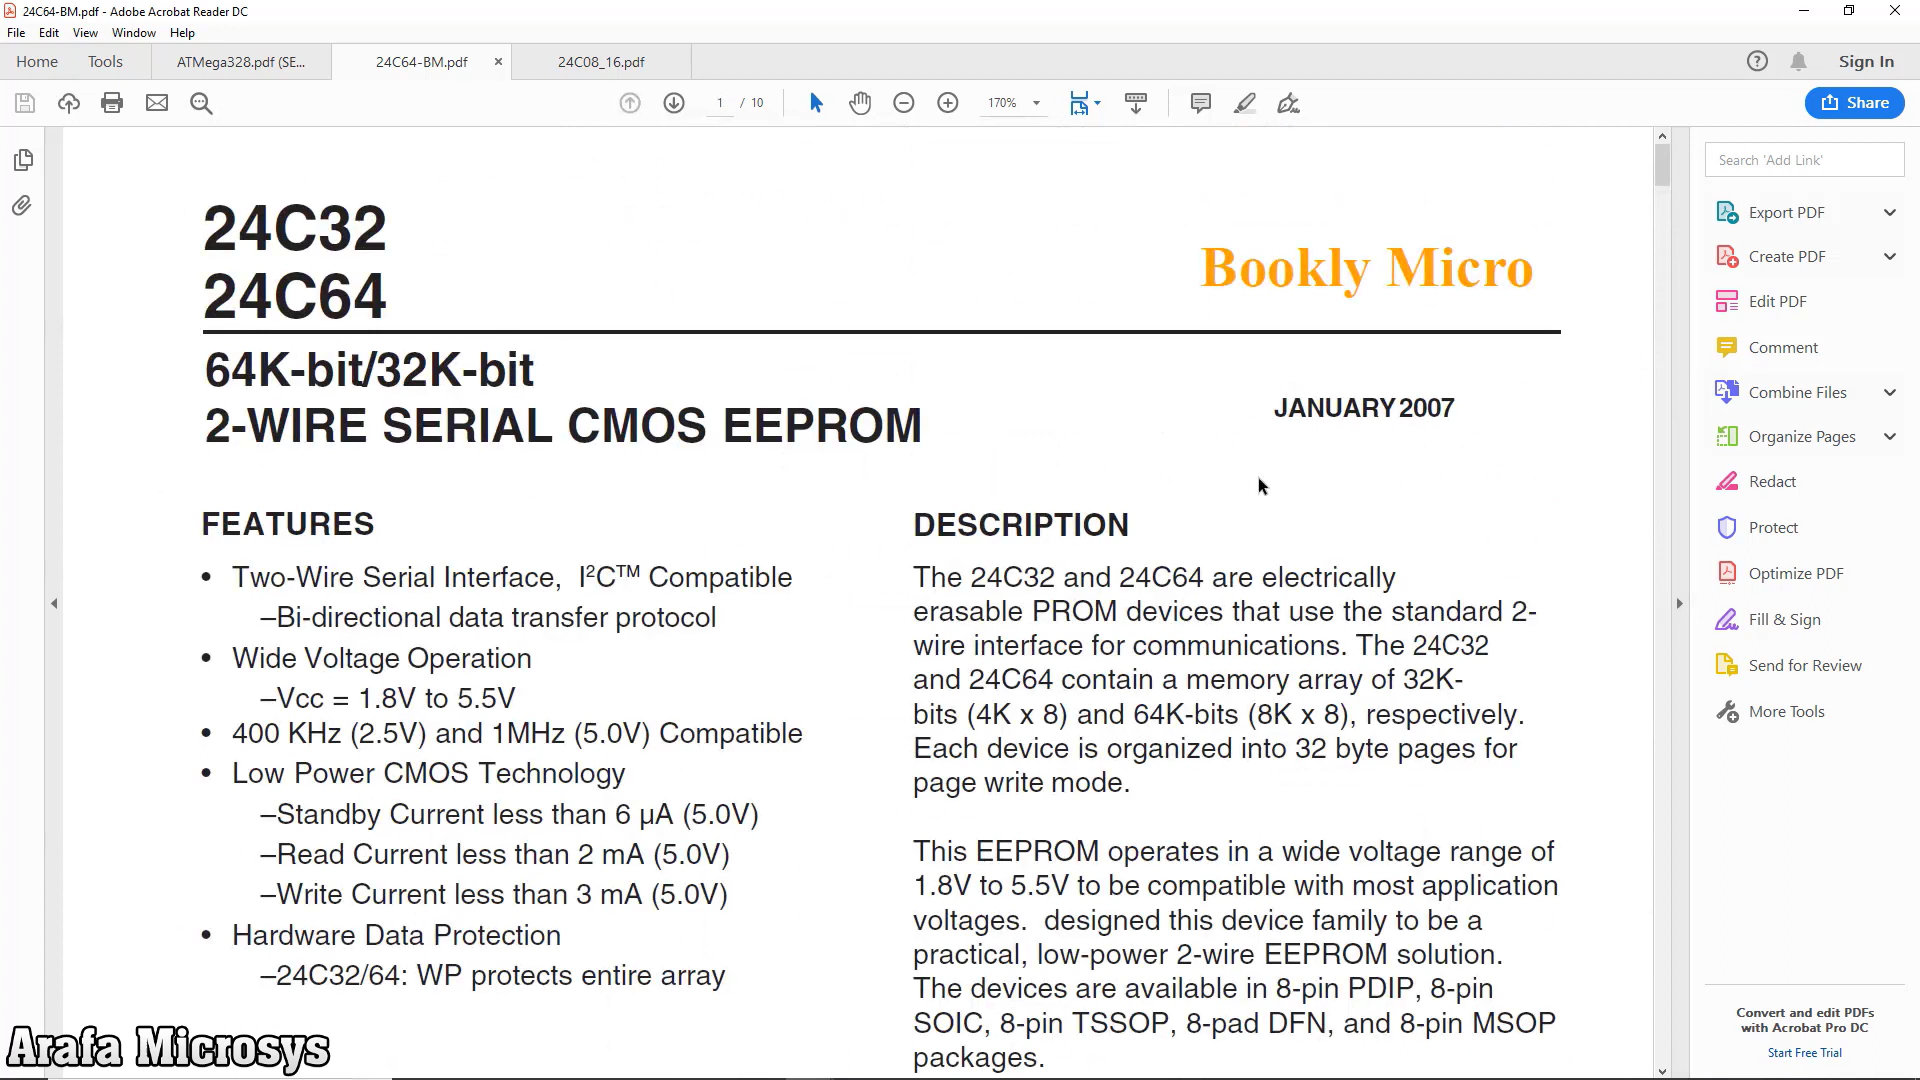 24C64-BM.pdf - Adobe Acrobat Reader DC
File Edit View Window Help
Home Tools ATMega328.pdf (SE... 24C64-BM.pdf × 24C08_16.pdf Sign In
1 / 10 170% Share
24C32
24C64
Bookly Micro
64K-bit/32K-bit
2-WIRE SERIAL CMOS EEPROM
JANUARY 2007
FEATURES
• Two-Wire Serial Interface, I²C™ Compatible
–Bi-directional data transfer protocol
• Wide Voltage Operation
–Vcc = 1.8V to 5.5V
• 400 KHz (2.5V) and 1MHz (5.0V) Compatible
• Low Power CMOS Technology
–Standby Current less than 6 µA (5.0V)
–Read Current less than 2 mA (5.0V)
–Write Current less than 3 mA (5.0V)
• Hardware Data Protection
–24C32/64: WP protects entire array
DESCRIPTION
The 24C32 and 24C64 are electrically
erasable PROM devices that use the standard 2-
wire interface for communications. The 24C32
and 24C64 contain a memory array of 32K-
bits (4K x 8) and 64K-bits (8K x 8), respectively.
Each device is organized into 32 byte pages for
page write mode.
This EEPROM operates in a wide voltage range of
1.8V to 5.5V to be compatible with most application
voltages. designed this device family to be a
practical, low-power 2-wire EEPROM solution.
The devices are available in 8-pin PDIP, 8-pin
SOIC, 8-pin TSSOP, 8-pad DFN, and 8-pin MSOP
packages.
Search 'Add Link'
Export PDF
Create PDF
Edit PDF
Comment
Combine Files
Organize Pages
Redact
Protect
Optimize PDF
Fill & Sign
Send for Review
More Tools
Convert and edit PDFs
with Acrobat Pro DC
Start Free Trial
Arafa Microsys